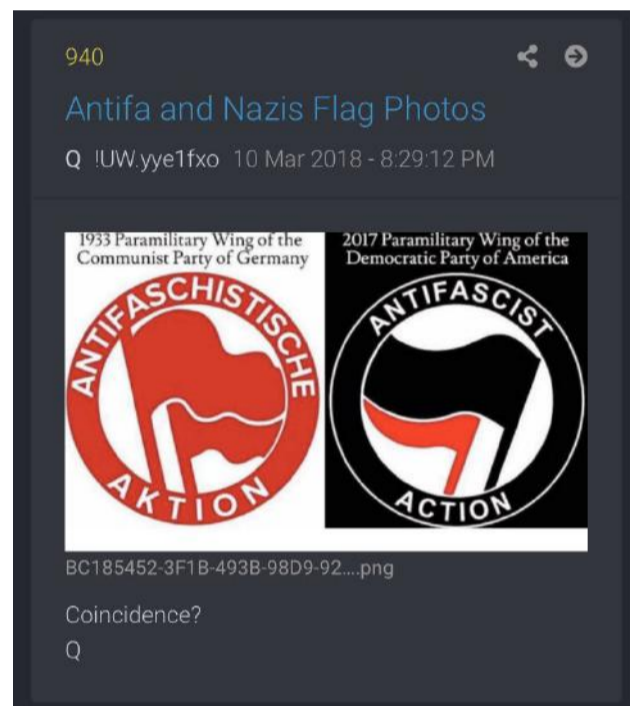 940
Antifa and Nazis Flag Photos
Q !UW.yye1fxo 10 Mar 2018 - 8:29:12 PM
1933 Paramilitary Wing of the
Communist Party of Germany
ANTIFASCHISTISCHE
AKTION
2017 Paramilitary Wing of the
Democratic Party of America
ANTIFASCIST
ACTION
BC185452-3F1B-493B-98D9-92....png
Coincidence?
Q